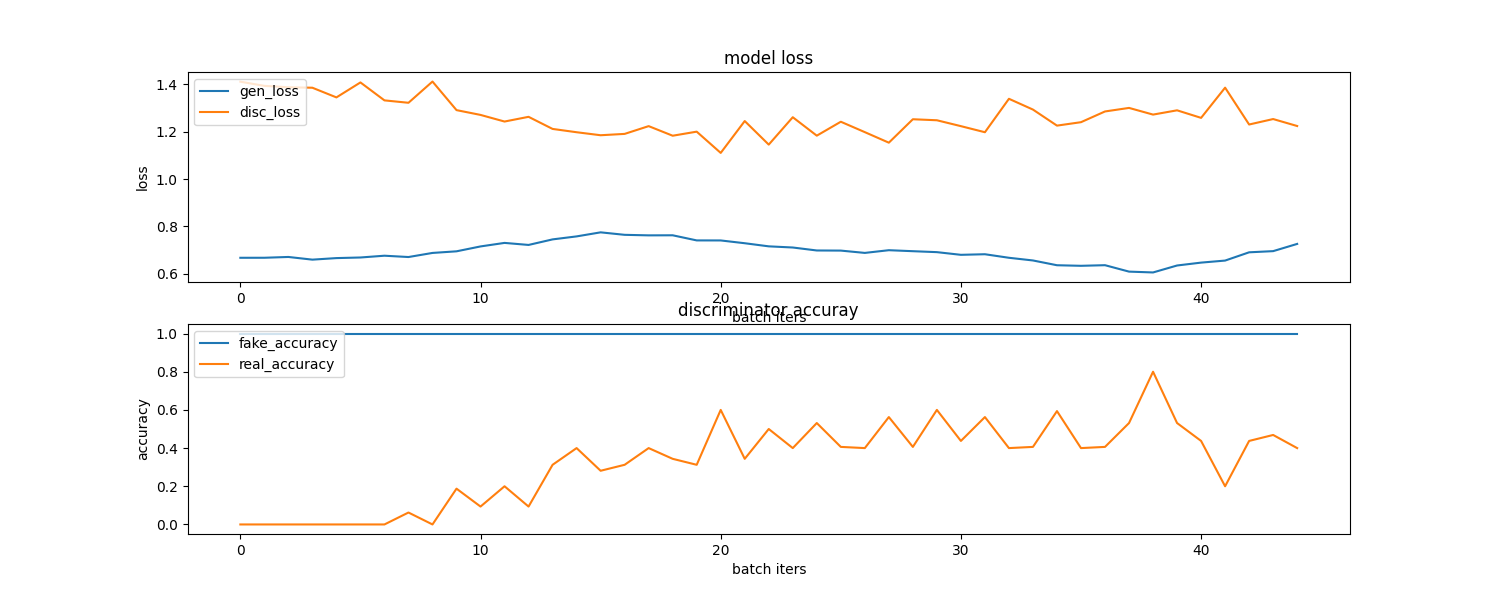 model loss
gen_loss
disc_loss
loss
1.4
1.2
1.0
0.8
0.6
0 10 20 30 40
batch iters
discriminator accuray
fake_accuracy
real_accuracy
accuracy
1.0
0.8
0.6
0.4
0.2
0.0
0 10 20 30 40
batch iters